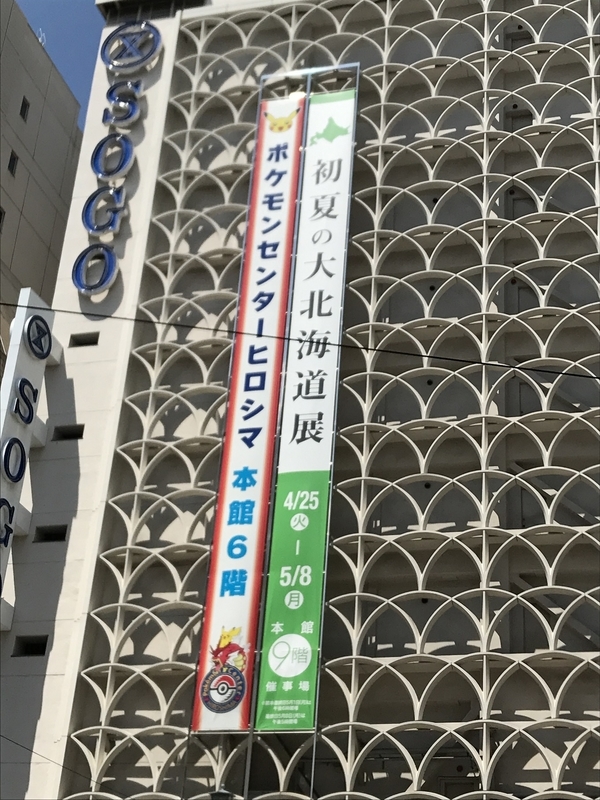 SOGO
SOGO
ポケモンセンターヒロシマ 本館6階
初夏の大北海道展
4/25
火
5/8
月
本館
9階
催事場